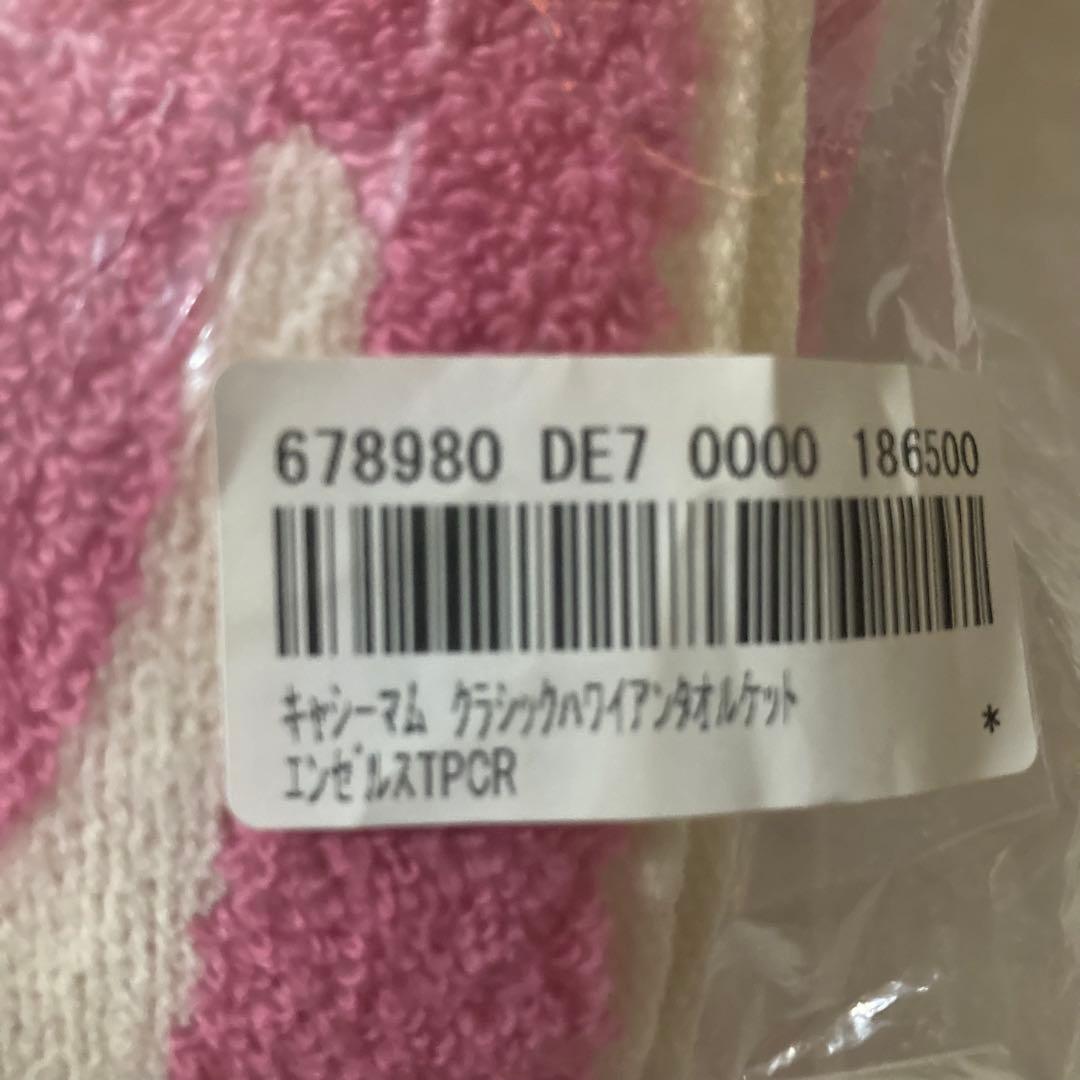 678980 DE7 0000 186500
ｷｬｼｰﾏﾑ ｸﾗｼｯｸﾊﾜｲｱﾝﾀｵﾙｹｯﾄ
ｴﾝｾﾞﾙｽTPCR
*